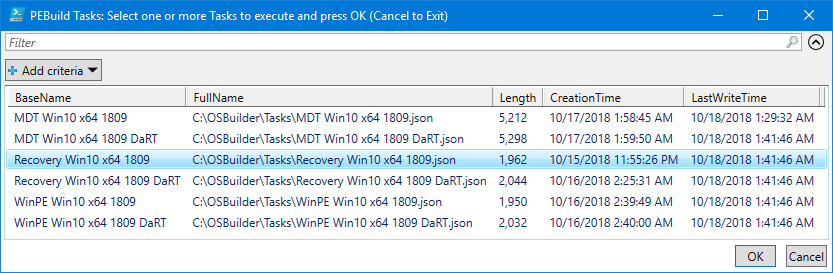 PEBuild Tasks: Select one or more Tasks to execute and press OK (Cancel to Exit)
Filter
Add criteria
BaseName FullName Length CreationTime LastWriteTime
MDT Win10 x64 1809 C:\OSBuilder\Tasks\MDT Win10 x64 1809.json 5,212 10/17/2018 1:58:45 AM 10/18/2018 1:29:32 AM
MDT Win10 x64 1809 DaRT C:\OSBuilder\Tasks\MDT Win10 x64 1809 DaRT.json 5,298 10/17/2018 1:59:50 AM 10/18/2018 1:41:46 AM
Recovery Win10 x64 1809 C:\OSBuilder\Tasks\Recovery Win10 x64 1809.json 1,962 10/15/2018 11:55:26 PM 10/18/2018 1:41:46 AM
Recovery Win10 x64 1809 DaRT C:\OSBuilder\Tasks\Recovery Win10 x64 1809 DaRT.json 2,044 10/16/2018 2:25:31 AM 10/18/2018 1:41:46 AM
WinPE Win10 x64 1809 C:\OSBuilder\Tasks\WinPE Win10 x64 1809.json 1,950 10/16/2018 2:39:49 AM 10/18/2018 1:41:46 AM
WinPE Win10 x64 1809 DaRT C:\OSBuilder\Tasks\WinPE Win10 x64 1809 DaRT.json 2,032 10/16/2018 2:40:00 AM 10/18/2018 1:41:46 AM
OK Cancel